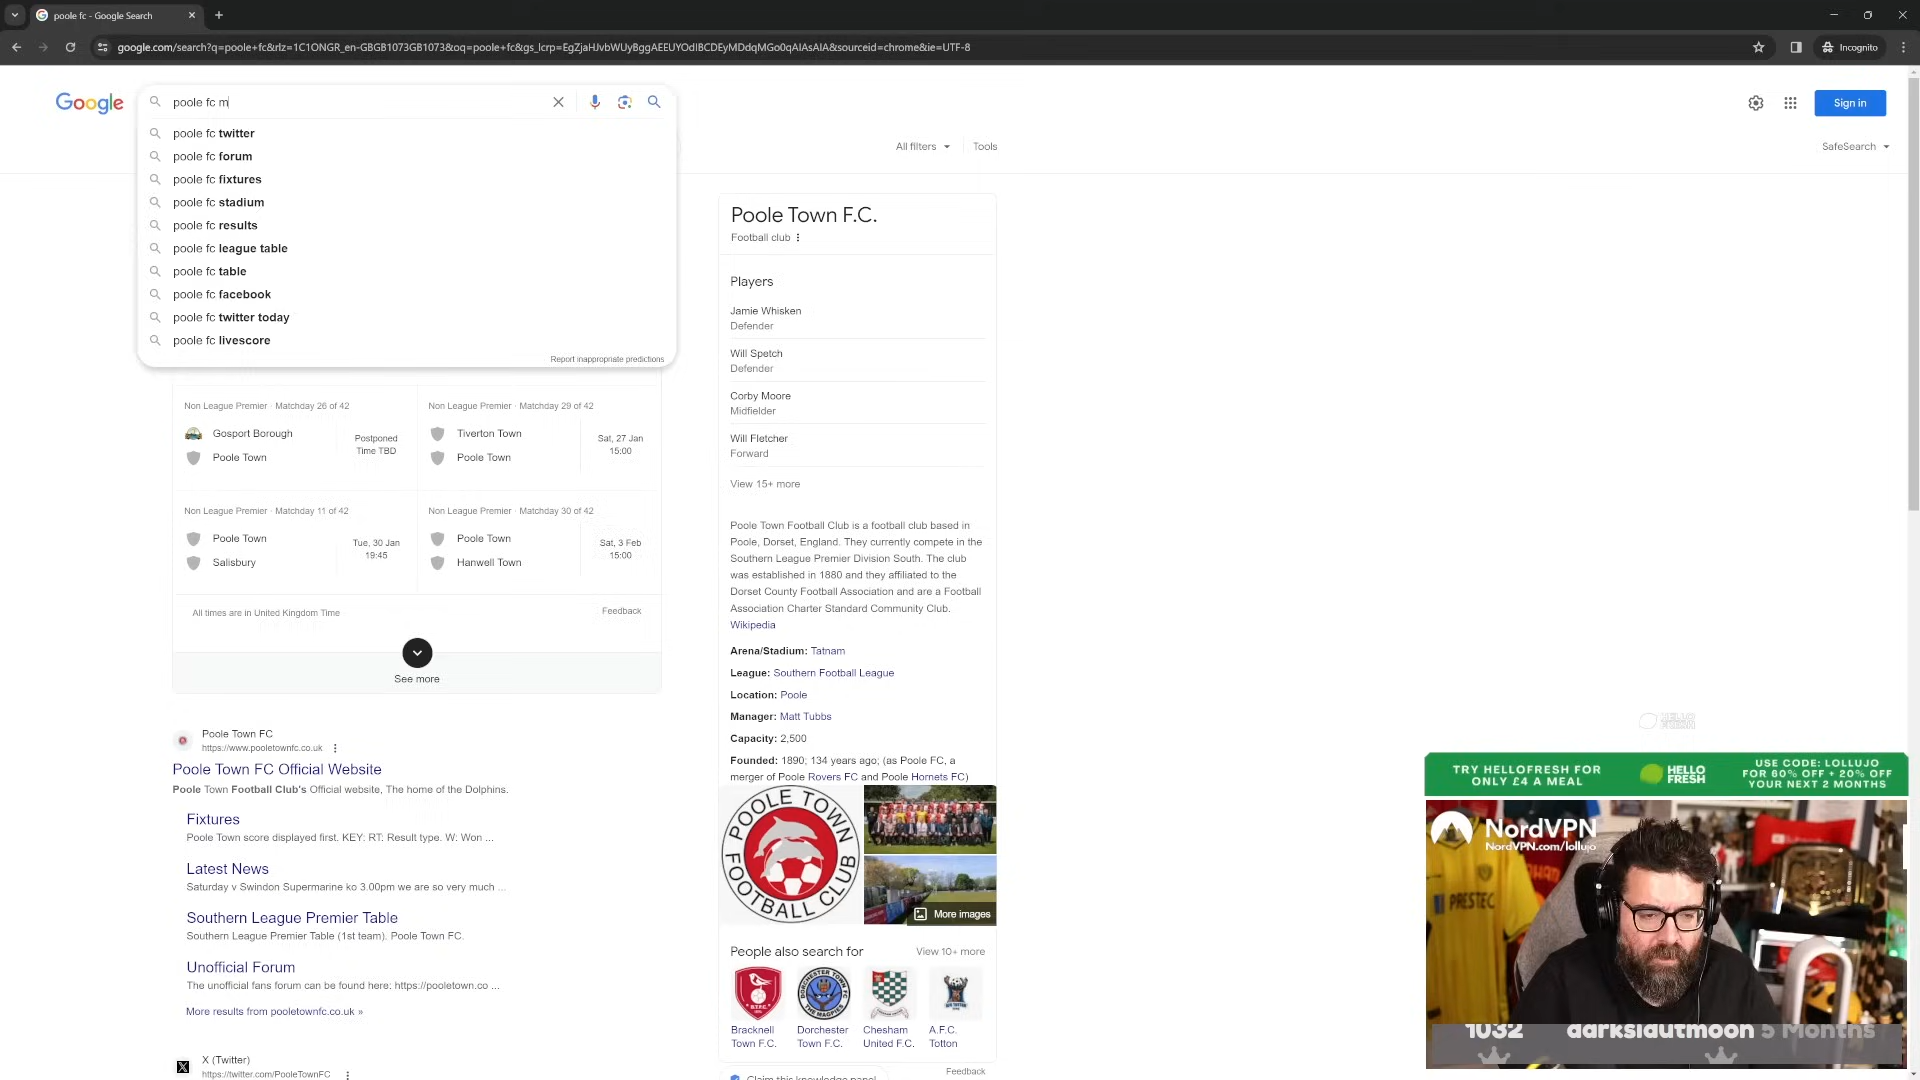 poole fc - Google Search
google.com/search?q=poole+fc&rlz=1C1ONGR_en-GBGB1073GB1073&oq=poole+fc&gs_lcrp=EgZjaHJvbWUyBggAEEUYOdIBCDEyMDdqMGo0qAIAsAIA&sourceid=chrome&ie=UTF-8
Incognito
Google
poole fc m
Sign in
poole fc twitter
poole fc forum
poole fc fixtures
poole fc stadium
poole fc results
poole fc league table
poole fc table
poole fc facebook
poole fc twitter today
poole fc livescore
Report inappropriate predictions
All filters
Tools
SafeSearch
Non League Premier · Matchday 26 of 42
Gosport Borough
Poole Town
Postponed
Time TBD
Non League Premier · Matchday 29 of 42
Tiverton Town
Poole Town
Sat, 27 Jan
15:00
Non League Premier · Matchday 11 of 42
Poole Town
Salisbury
Tue, 30 Jan
19:45
Non League Premier · Matchday 30 of 42
Poole Town
Hanwell Town
Sat, 3 Feb
15:00
All times are in United Kingdom Time
Feedback
See more
Poole Town FC
https://www.pooletownfc.co.uk
Poole Town FC Official Website
Poole Town Football Club's Official website, The home of the Dolphins.
Fixtures
Poole Town score displayed first. KEY: RT: Result type. W: Won ...
Latest News
Saturday v Swindon Supermarine ko 3.00pm we are so very much ...
Southern League Premier Table
Southern League Premier Table (1st team). Poole Town FC.
Unofficial Forum
The unofficial fans forum can be found here: https://pooletown.co ...
More results from pooletownfc.co.uk »
X (Twitter)
https://twitter.com/PooleTownFC
Poole Town F.C.
Football club
Players
Jamie Whisken
Defender
Will Spetch
Defender
Corby Moore
Midfielder
Will Fletcher
Forward
View 15+ more
Poole Town Football Club is a football club based in
Poole, Dorset, England. They currently compete in the
Southern League Premier Division South. The club
was established in 1880 and they affiliated to the
Dorset County Football Association and are a Football
Association Charter Standard Community Club.
Wikipedia
Arena/Stadium: Tatnam
League: Southern Football League
Location: Poole
Manager: Matt Tubbs
Capacity: 2,500
Founded: 1890; 134 years ago; (as Poole FC, a
merger of Poole Rovers FC and Poole Hornets FC)
POOLE TOWN
FOOTBALL CLUB
More images
People also search for
View 10+ more
Bracknell
Town F.C.
Dorchester
Town F.C.
Chesham
United F.C.
A.F.C.
Totton
Claim this knowledge panel
Feedback
HELLO
FRESH
TRY HELLOFRESH FOR
ONLY £4 A MEAL
HELLO
FRESH
USE CODE: LOLLUJO
FOR 60% OFF + 20% OFF
YOUR NEXT 2 MONTHS
NordVPN
NordVPN.com/lollujo
PRESTEC
1032
darksidutmoon 5 Months